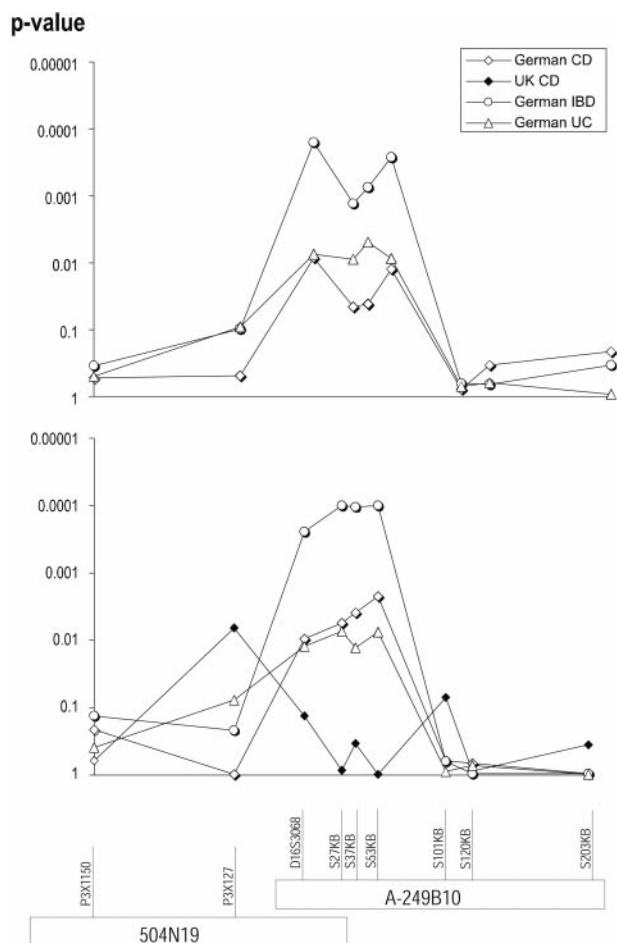 p-value
German CD
UK CD
German IBD
German UC
0.00001
0.0001
0.001
0.01
0.1
1
0.00001
0.0001
0.001
0.01
0.1
1
P3X1150
P3X127
D16S3068
S27KB
S37KB
S53KB
S101KB
S120KB
S203KB
A-249B10
504N19